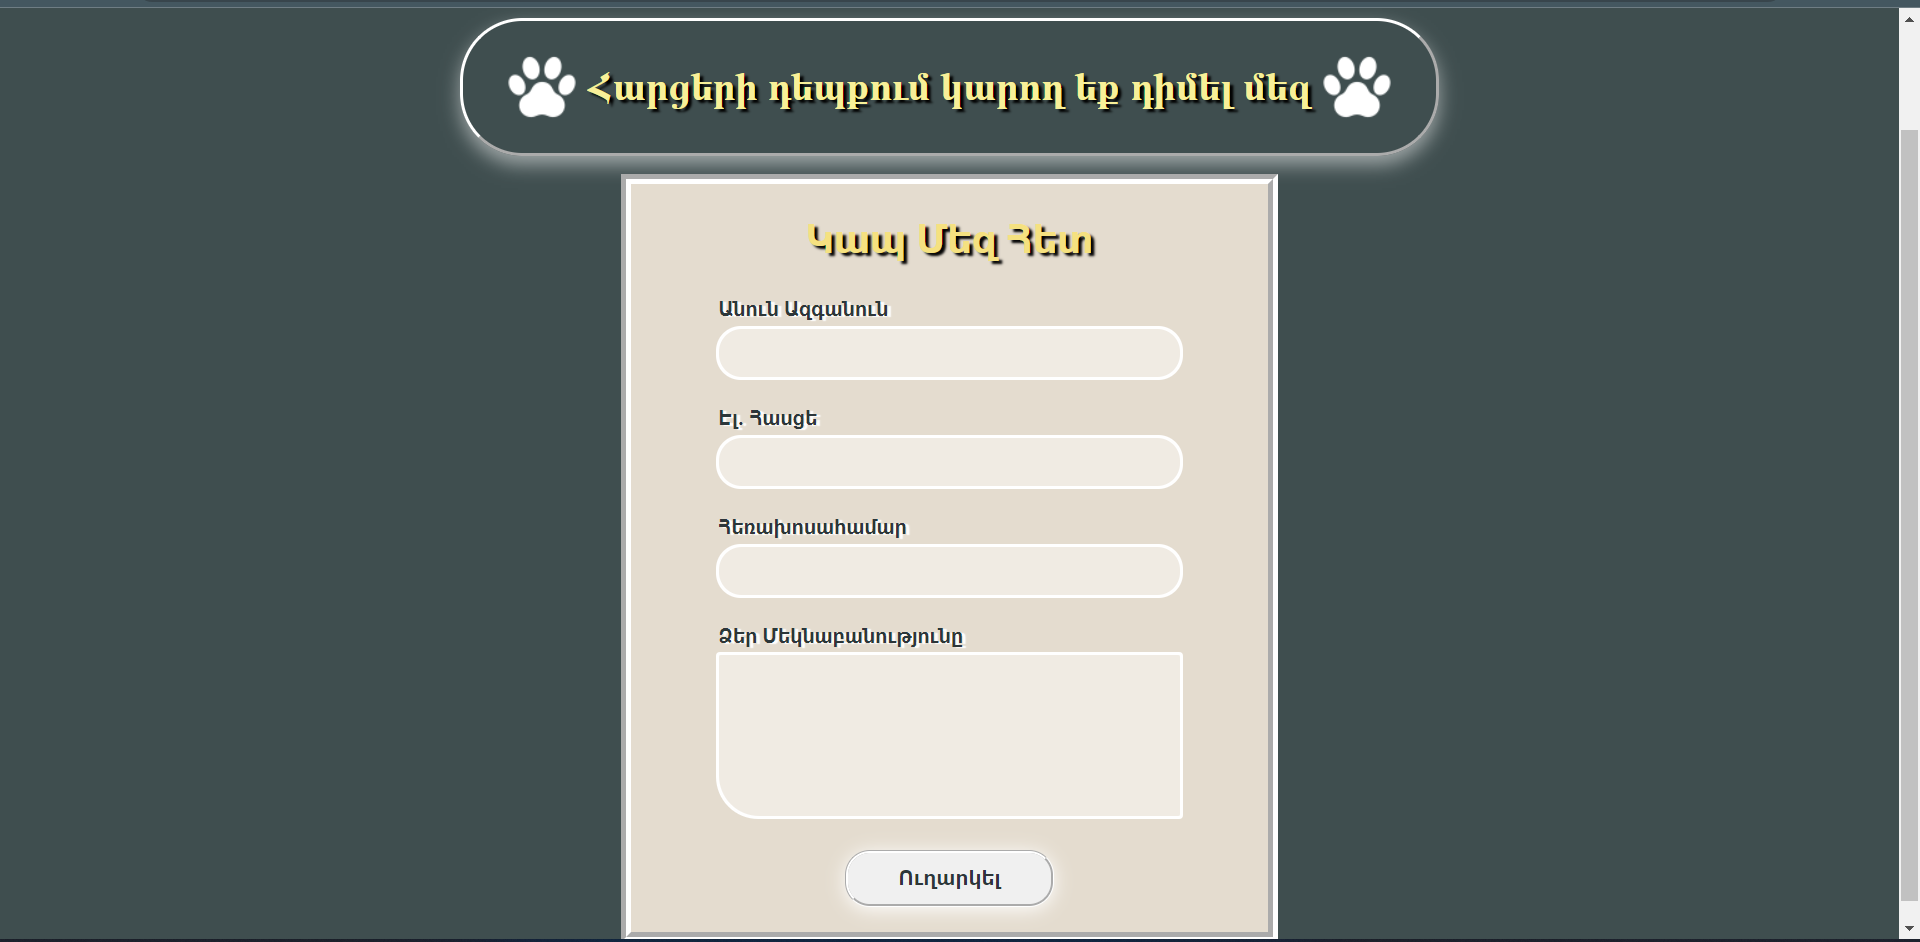 Հարցերի դեպքում կարող եք դիմել մեզ
Կապ Մեզ Հետ
Անուն Ազգանուն
Էլ. Հասցե
Հեռախոսահամար
Ձեր Մեկնաբանությունը
Ուղարկել